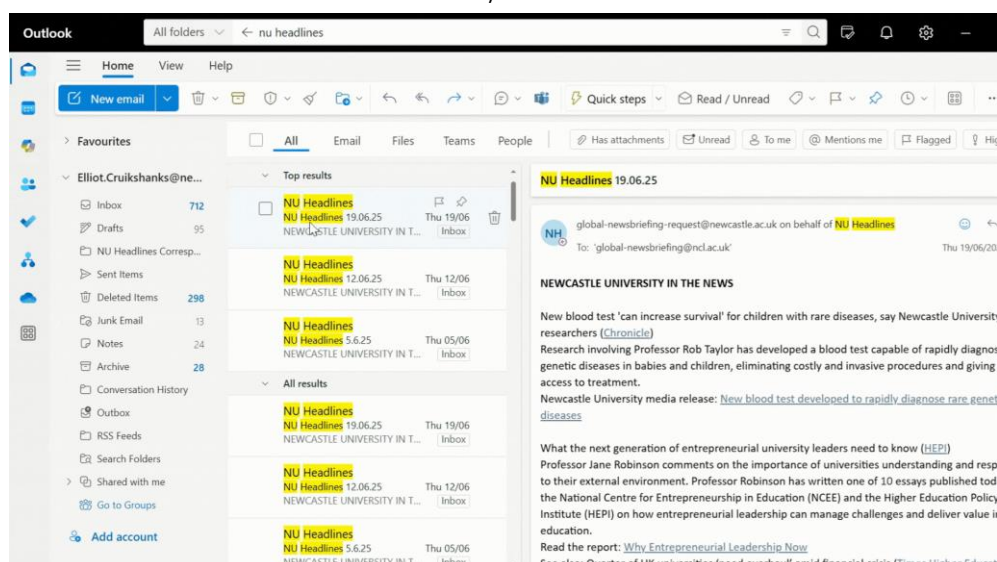 Outlook
All folders
nu headlines
Home View Help
New email
Quick steps
Read / Unread
Favourites
Elliot.Cruikshanks@ne...
Inbox 712
Drafts 95
NU Headlines Corresp...
Sent Items
Deleted Items 298
Junk Email 13
Notes 24
Archive 28
Conversation History
Outbox
RSS Feeds
Search Folders
Shared with me
Go to Groups
Add account
All Email Files Teams People
Has attachments Unread To me @ Mentions me Flagged
Top results
NU Headlines
NU Headlines 19.06.25 Thu 19/06
NEWCASTLE UNIVERSITY IN T... Inbox
NU Headlines
NU Headlines 12.06.25 Thu 12/06
NEWCASTLE UNIVERSITY IN T... Inbox
NU Headlines
NU Headlines 5.6.25 Thu 05/06
NEWCASTLE UNIVERSITY IN T... Inbox
All results
NU Headlines
NU Headlines 19.06.25 Thu 19/06
NEWCASTLE UNIVERSITY IN T... Inbox
NU Headlines
NU Headlines 12.06.25 Thu 12/06
NEWCASTLE UNIVERSITY IN T... Inbox
NU Headlines
NU Headlines 5.6.25 Thu 05/06
NEWCASTLE UNIVERSITY IN T... Inbox
NU Headlines 19.06.25
NH
global-newsbriefing-request@newcastle.ac.uk on behalf of NU Headlines
To: 'global-newsbriefing@ncl.ac.uk'
Thu 19/06/20
NEWCASTLE UNIVERSITY IN THE NEWS
New blood test 'can increase survival' for children with rare diseases, say Newcastle University
researchers (Chronicle)
Research involving Professor Rob Taylor has developed a blood test capable of rapidly diagnos
genetic diseases in babies and children, eliminating costly and invasive procedures and giving
access to treatment.
Newcastle University media release: New blood test developed to rapidly diagnose rare genet
diseases
What the next generation of entrepreneurial university leaders need to know (HEPI)
Professor Jane Robinson comments on the importance of universities understanding and resp
to their external environment. Professor Robinson has written one of 10 essays published tod
the National Centre for Entrepreneurship in Education (NCEE) and the Higher Education Policy
Institute (HEPI) on how entrepreneurial leadership can manage challenges and deliver value i
education.
Read the report: Why Entrepreneurial Leadership Now